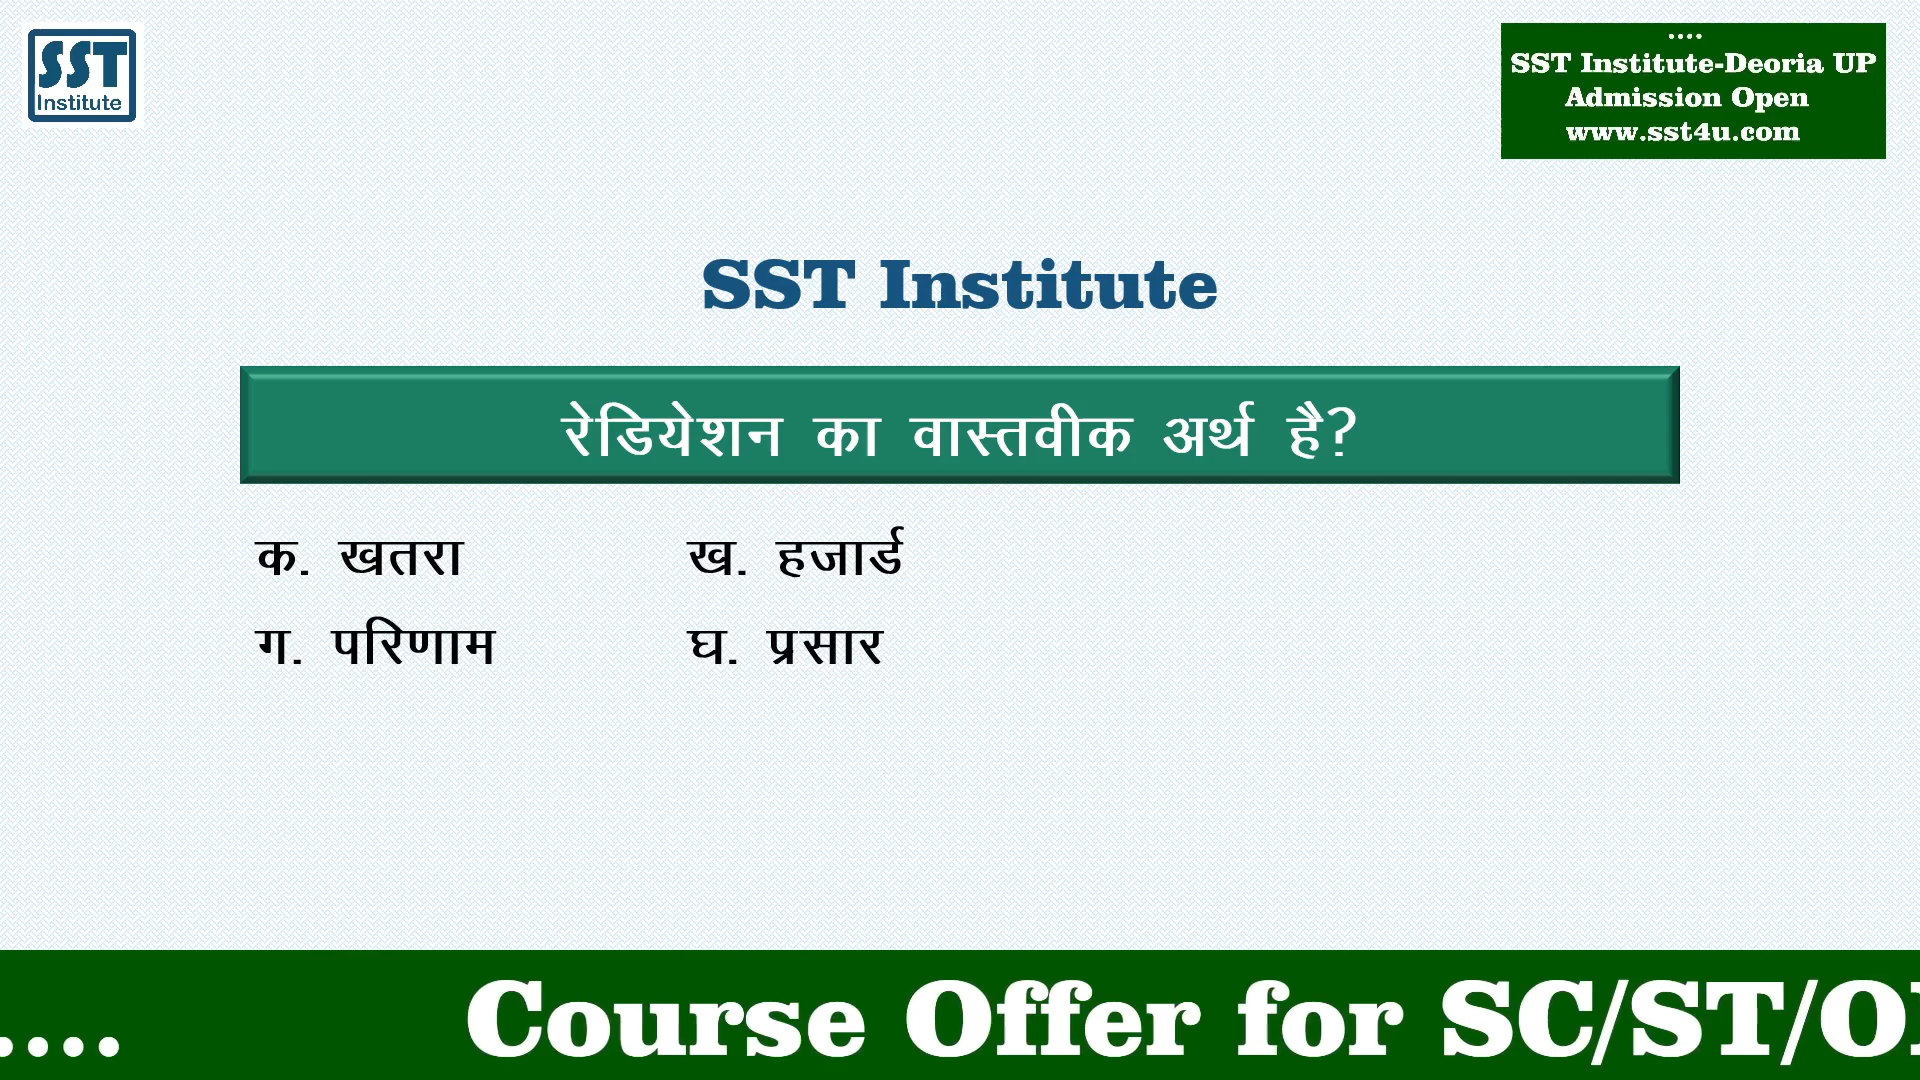 SST
Institute
....
SST Institute-Deoria UP
Admission Open
www.sst4u.com
SST Institute
रेडियेशन का वास्तवीक अर्थ है?
क. खतरा ख. हजार्ड
ग. परिणाम घ. प्रसार
.... Course Offer for SC/ST/O